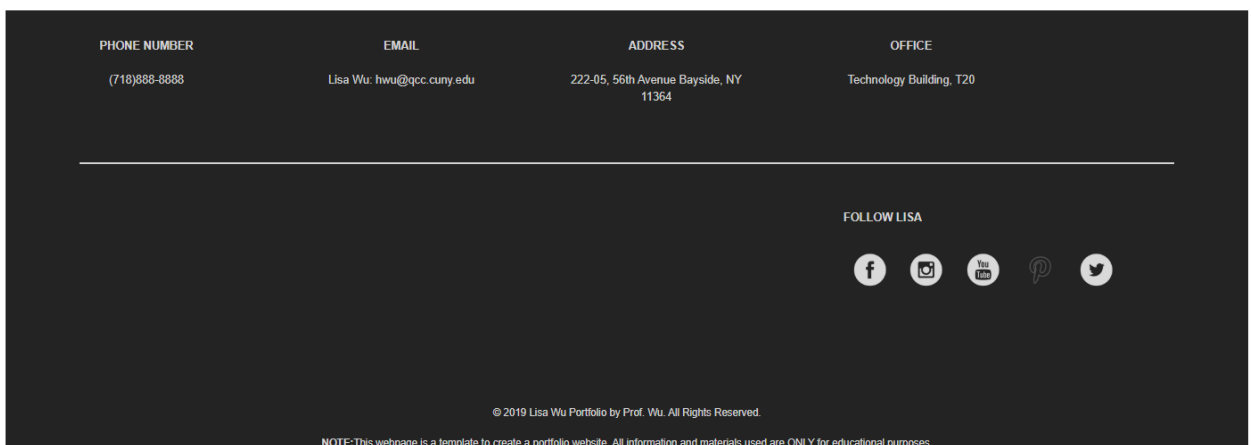 PHONE NUMBER
EMAIL
ADDRESS
OFFICE
(718)888-8888
Lisa Wu: hwu@qcc.cuny.edu
222-05, 56th Avenue Bayside, NY
11364
Technology Building, T20
FOLLOW LISA
You
Tube
© 2019 Lisa Wu Portfolio by Prof. Wu. All Rights Reserved.
NOTE:This webpage is a template to create a portfolio website. All information and materials used are ONLY for educational purposes